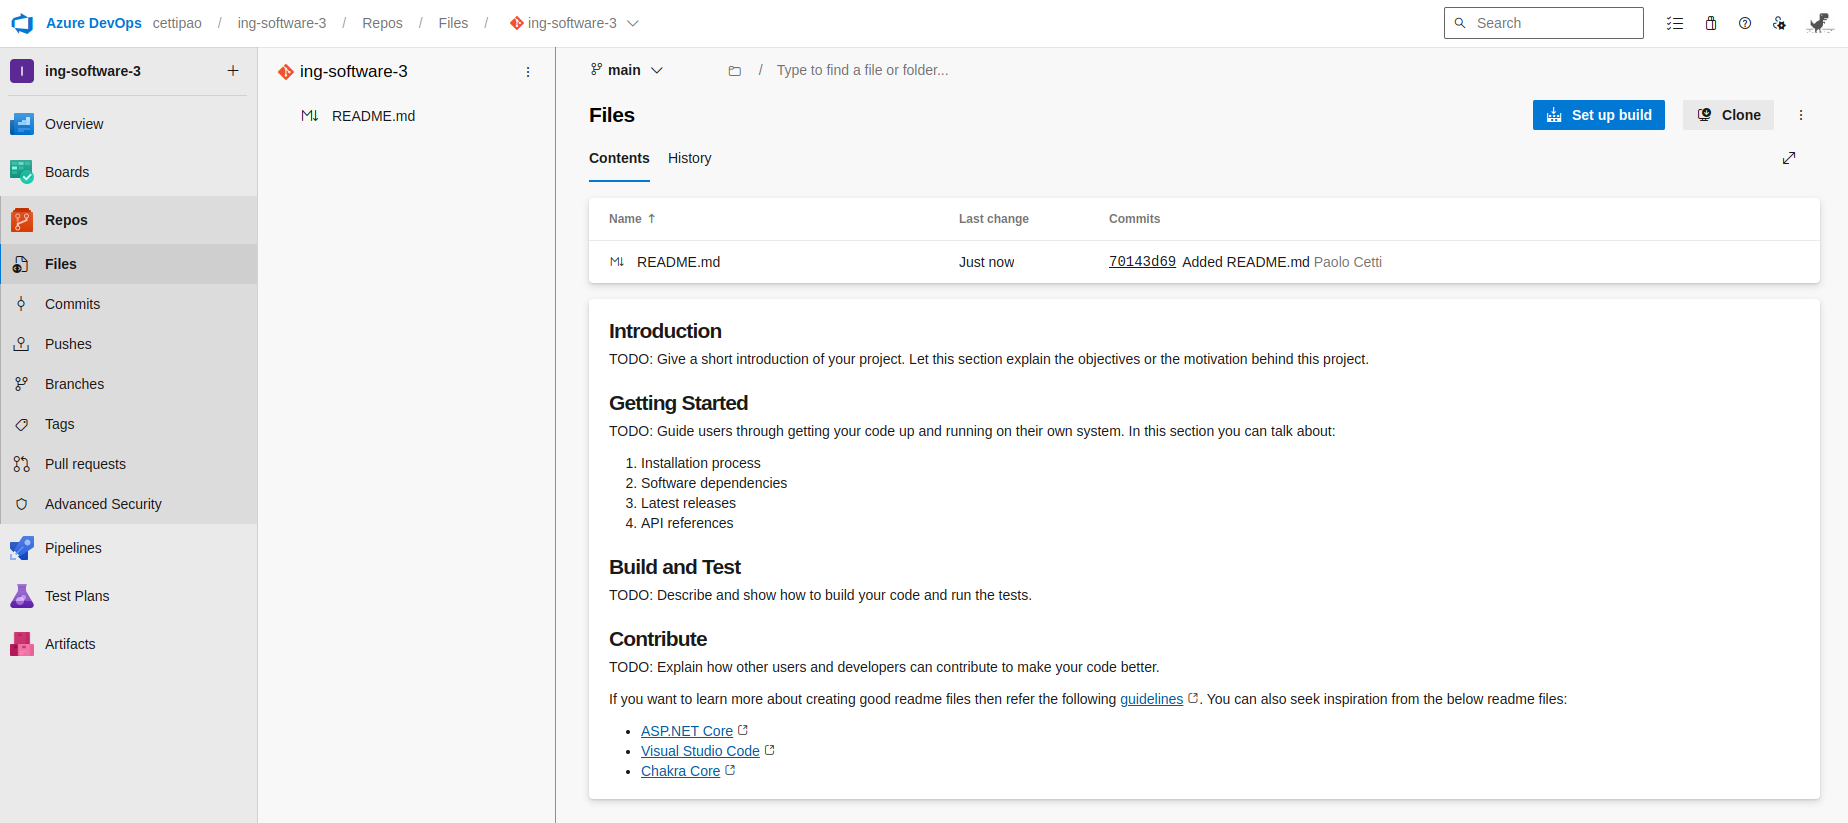 Azure DevOps cettipao / ing-software-3 / Repos / Files / ing-software-3
Search
I ing-software-3 +
Overview
Boards
Repos
Files
Commits
Pushes
Branches
Tags
Pull requests
Advanced Security
Pipelines
Test Plans
Artifacts
ing-software-3
M↓ README.md
main / Type to find a file or folder...
Files
Set up build Clone
Contents History
Name ↑ Last change Commits
M↓ README.md Just now 70143d69 Added README.md Paolo Cetti
Introduction
TODO: Give a short introduction of your project. Let this section explain the objectives or the motivation behind this project.
Getting Started
TODO: Guide users through getting your code up and running on their own system. In this section you can talk about:
1. Installation process
2. Software dependencies
3. Latest releases
4. API references
Build and Test
TODO: Describe and show how to build your code and run the tests.
Contribute
TODO: Explain how other users and developers can contribute to make your code better.
If you want to learn more about creating good readme files then refer the following guidelines. You can also seek inspiration from the below readme files:
• ASP.NET Core
• Visual Studio Code
• Chakra Core